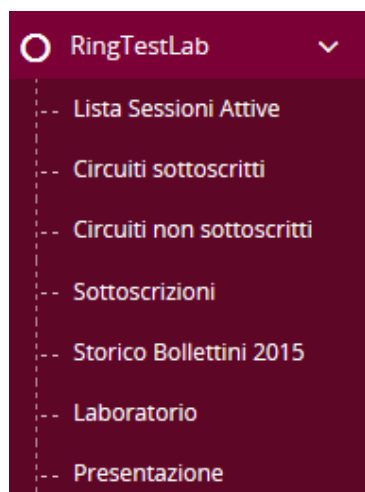 RingTestLab
Lista Sessioni Attive
Circuiti sottoscritti
Circuiti non sottoscritti
Sottoscrizioni
Storico Bollettini 2015
Laboratorio
Presentazione